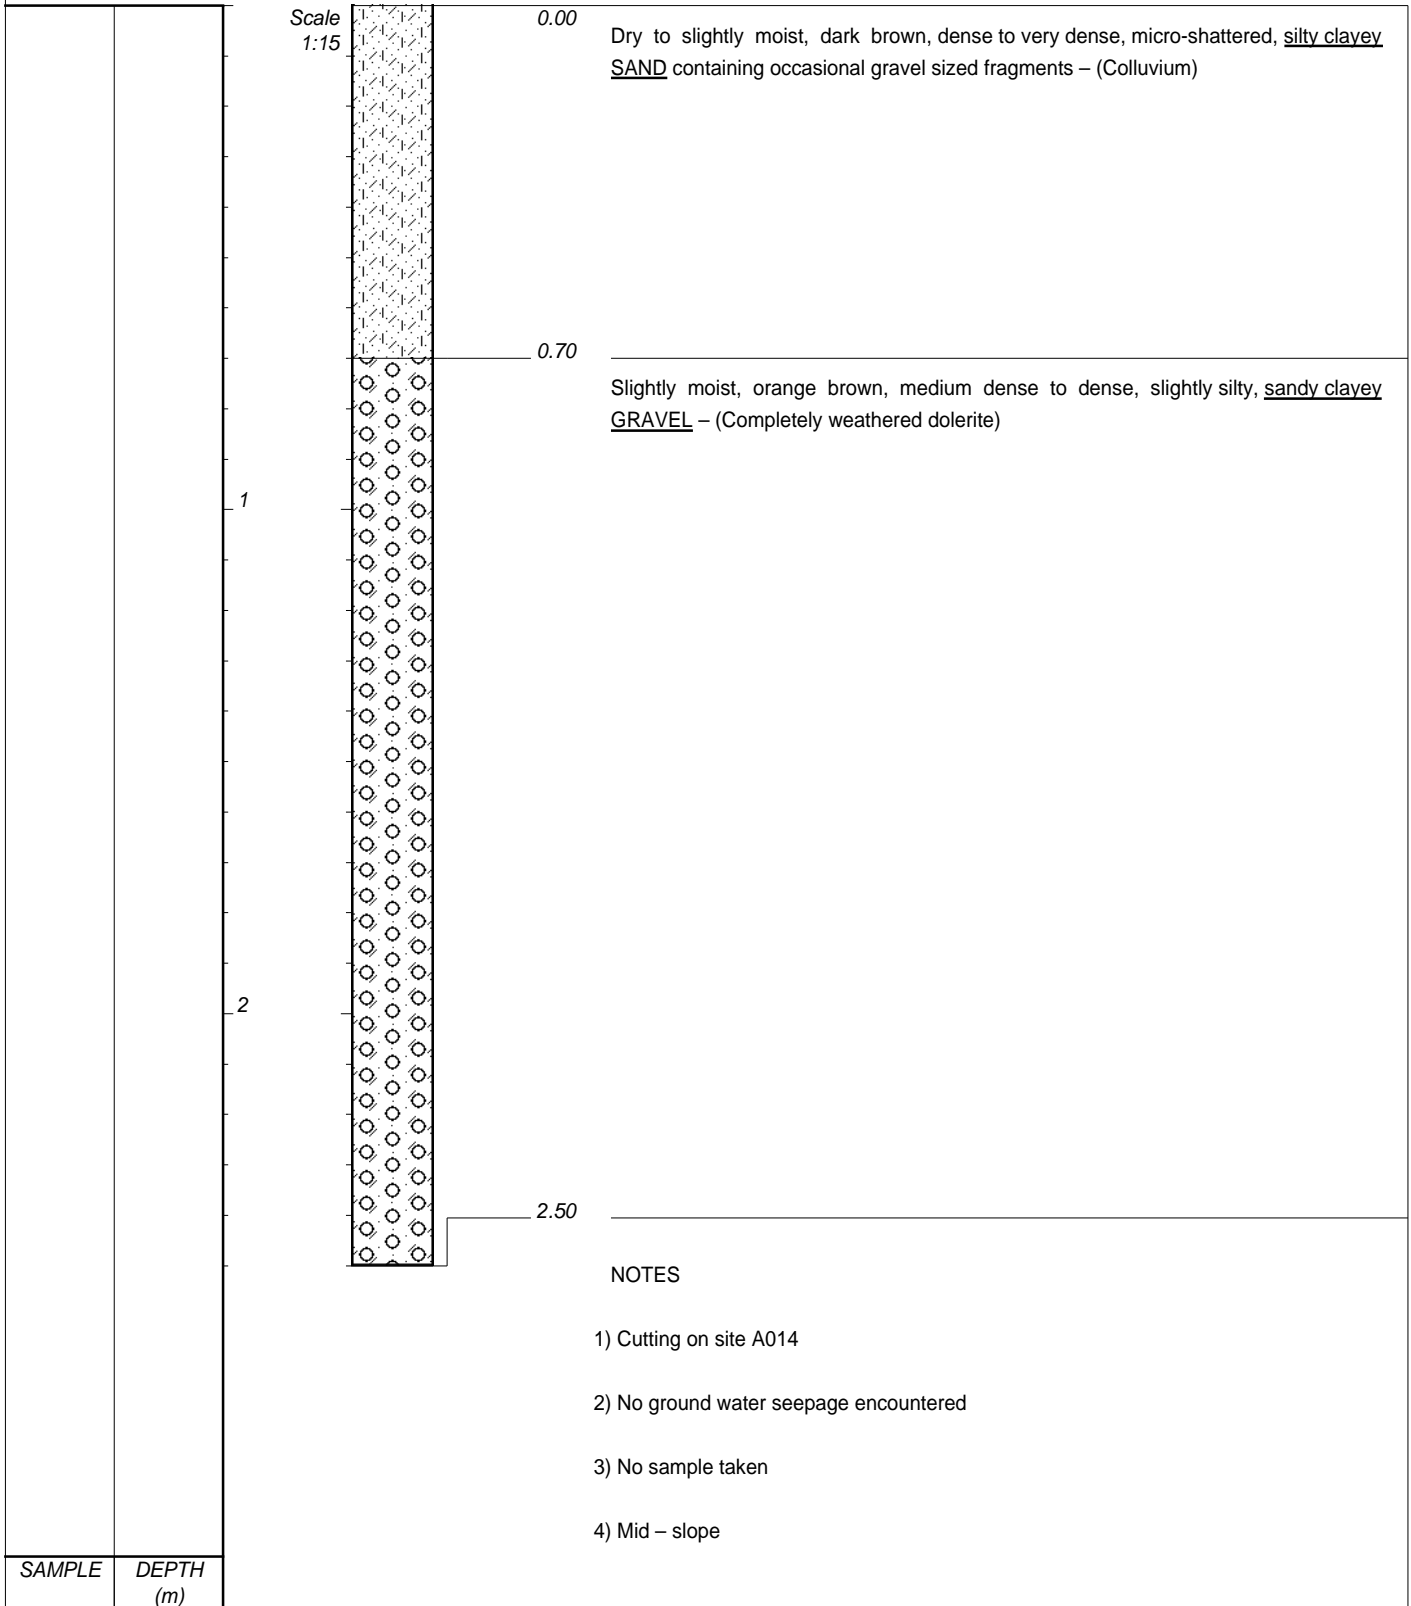 Scale
1:15
0.00
Dry to slightly moist, dark brown, dense to very dense, micro-shattered, silty clayey
SAND containing occasional gravel sized fragments – (Colluvium)
0.70
Slightly moist, orange brown, medium dense to dense, slightly silty, sandy clayey
GRAVEL – (Completely weathered dolerite)
1
2
2.50
NOTES
1) Cutting on site A014
2) No ground water seepage encountered
3) No sample taken
4) Mid – slope
SAMPLE DEPTH
(m)